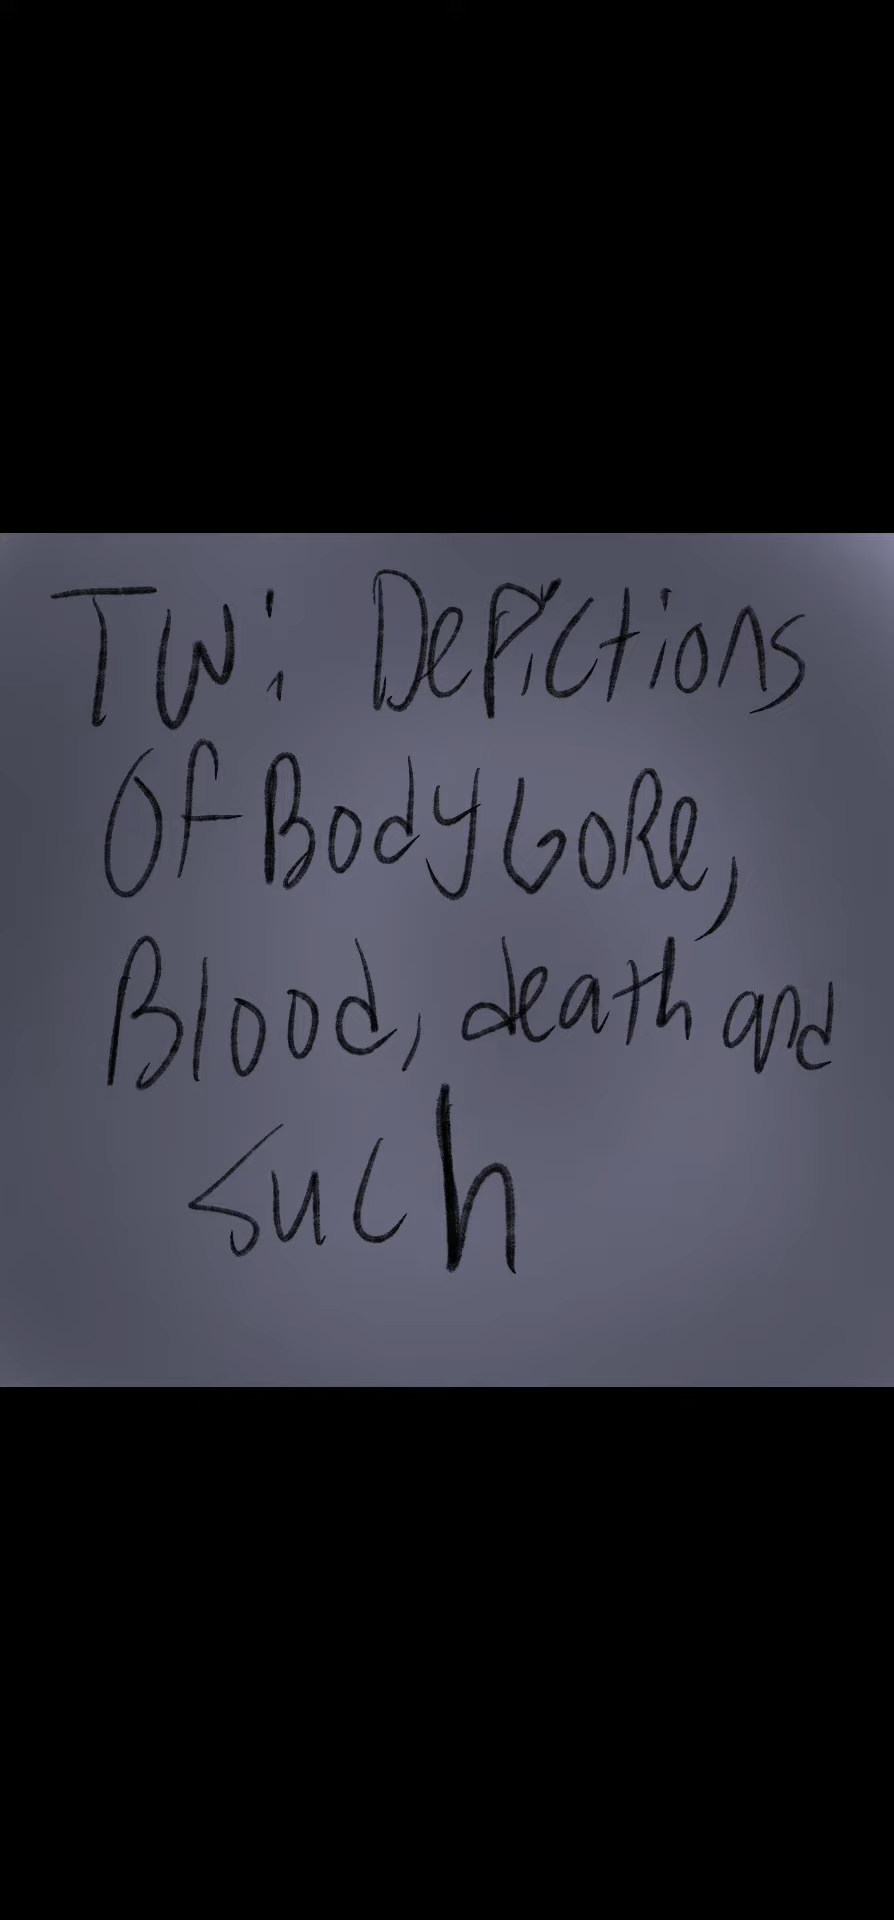 TW: Depictions
Of Body Gore,
Blood, death and
such